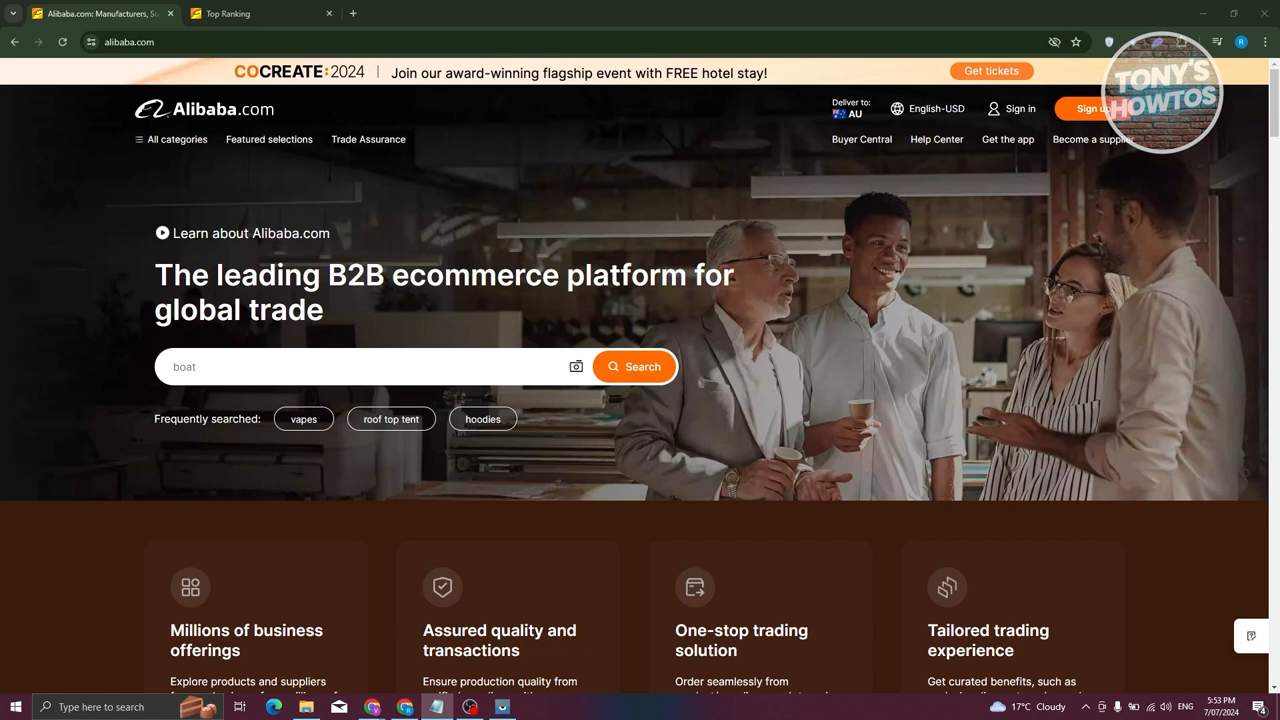 Alibaba.com: Manufacturers, Su
Top Ranking
alibaba.com
COCREATE:2024 | Join our award-winning flagship event with FREE hotel stay!
Get tickets
Alibaba.com
Deliver to:
AU
English-USD
Sign in
Sign up
TONY'S
HOWTOS
All categories
Featured selections
Trade Assurance
Buyer Central
Help Center
Get the app
Become a supplier
Learn about Alibaba.com
The leading B2B ecommerce platform for
global trade
boat
Search
Frequently searched:
vapes
roof top tent
hoodies
Millions of business
offerings
Explore products and suppliers
Assured quality and
transactions
Ensure production quality from
One-stop trading
solution
Order seamlessly from
Tailored trading
experience
Get curated benefits, such as
Type here to search
17°C Cloudy
ENG
5:53 PM
7/07/2024